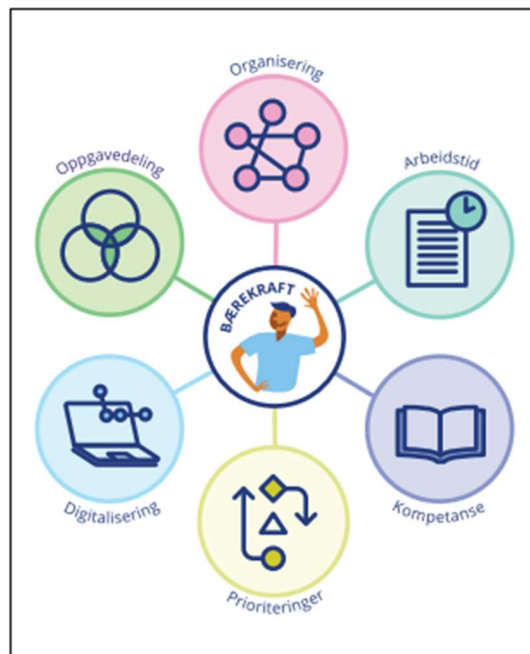 Organisering
Oppgavedeling
Arbeidstid
BÆREKRAFT
Digitalisering
Kompetanse
Prioriteringer